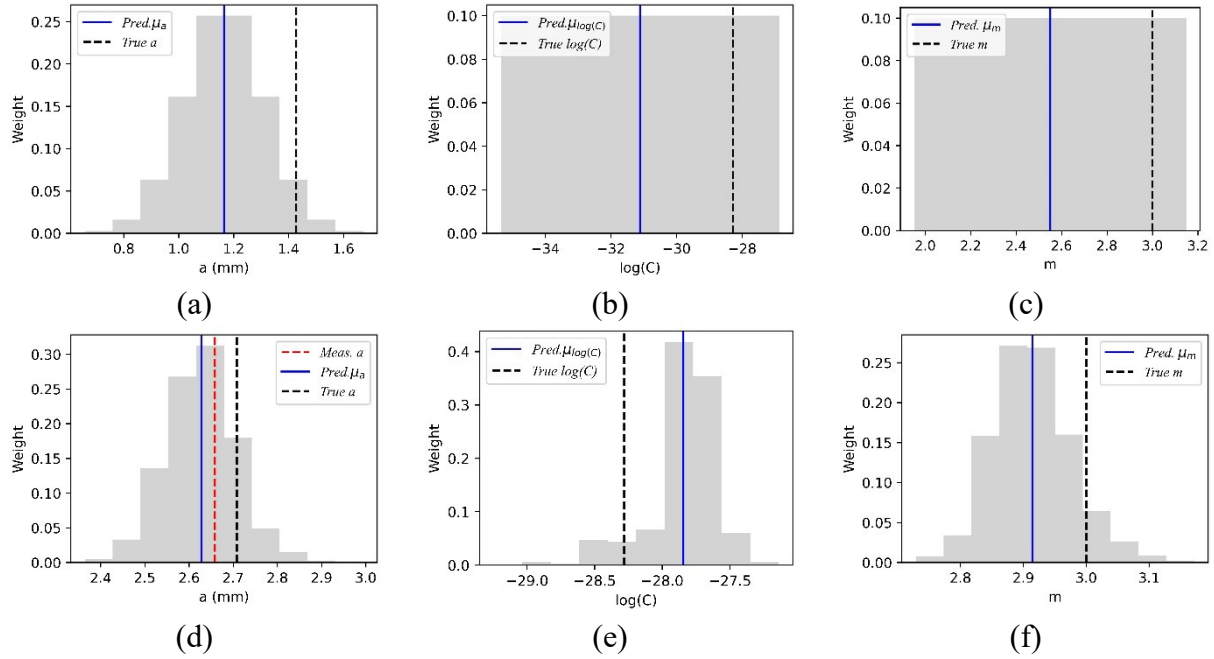 0.25
0.20
0.15
0.10
0.05
0.00
Weight
Pred.μa
True a
0.8 1.0 1.2 1.4 1.6
a (mm)
(a)
0.10
0.08
0.06
0.04
0.02
0.00
Weight
Pred.μlog(C)
True log(C)
−34 −32 −30 −28
log(C)
(b)
0.10
0.08
0.06
0.04
0.02
0.00
Weight
Pred. μm
True m
2.0 2.2 2.4 2.6 2.8 3.0 3.2
m
(c)
0.30
0.25
0.20
0.15
0.10
0.05
0.00
Weight
Meas. a
Pred.μa
True a
2.4 2.5 2.6 2.7 2.8 2.9 3.0
a (mm)
(d)
0.4
0.3
0.2
0.1
0.0
Weight
Pred.μlog(C)
True log(C)
−29.0 −28.5 −28.0 −27.5
log(C)
(e)
0.25
0.20
0.15
0.10
0.05
0.00
Weight
Pred.μm
True m
2.8 2.9 3.0 3.1
m
(f)